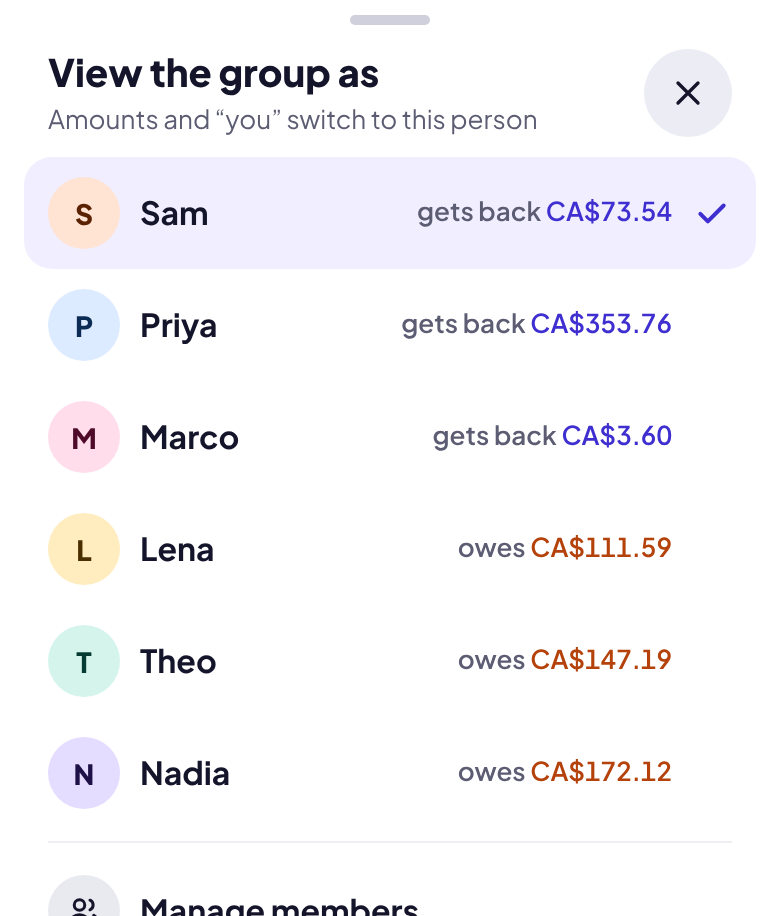 View the group as
Amounts and “you” switch to this person
S Sam gets back CA$73.54
P Priya gets back CA$353.76
M Marco gets back CA$3.60
L Lena owes CA$111.59
T Theo owes CA$147.19
N Nadia owes CA$172.12
Manage members